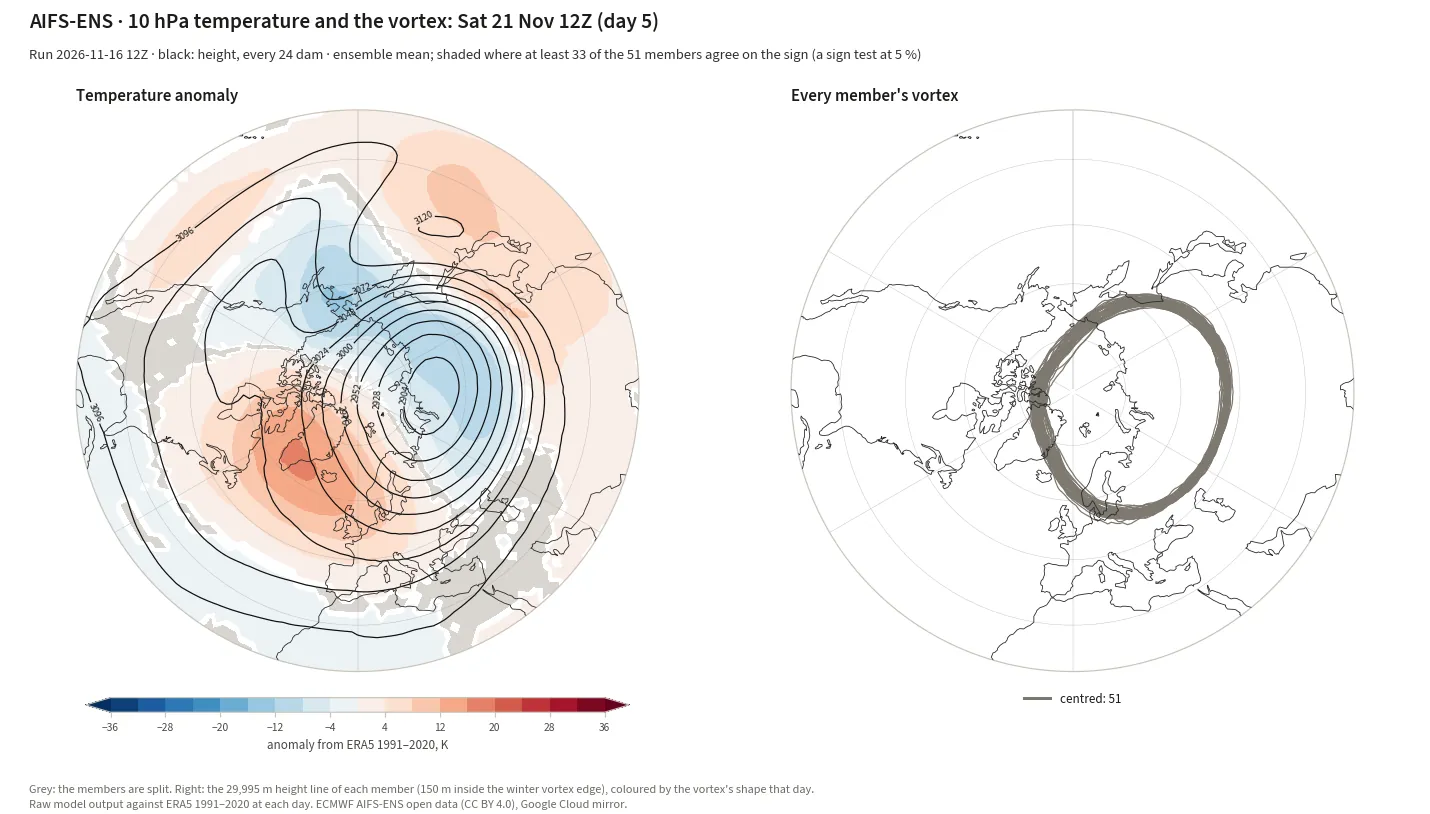 AIFS-ENS · 10 hPa temperature and the vortex: Sat 21 Nov 12Z (day 5)
Run 2026-11-16 12Z · black: height, every 24 dam · ensemble mean; shaded where at least 33 of the 51 members agree on the sign (a sign test at 5 %)
Temperature anomaly
Every member's vortex
3120
3096
3072
3024
3000
2952
2928
3096
−36
−28
−20
−12
−4
4
12
20
28
36
anomaly from ERA5 1991–2020, K
centred: 51
Grey: the members are split. Right: the 29,995 m height line of each member (150 m inside the winter vortex edge), coloured by the vortex's shape that day.
Raw model output against ERA5 1991–2020 at each day. ECMWF AIFS-ENS open data (CC BY 4.0), Google Cloud mirror.